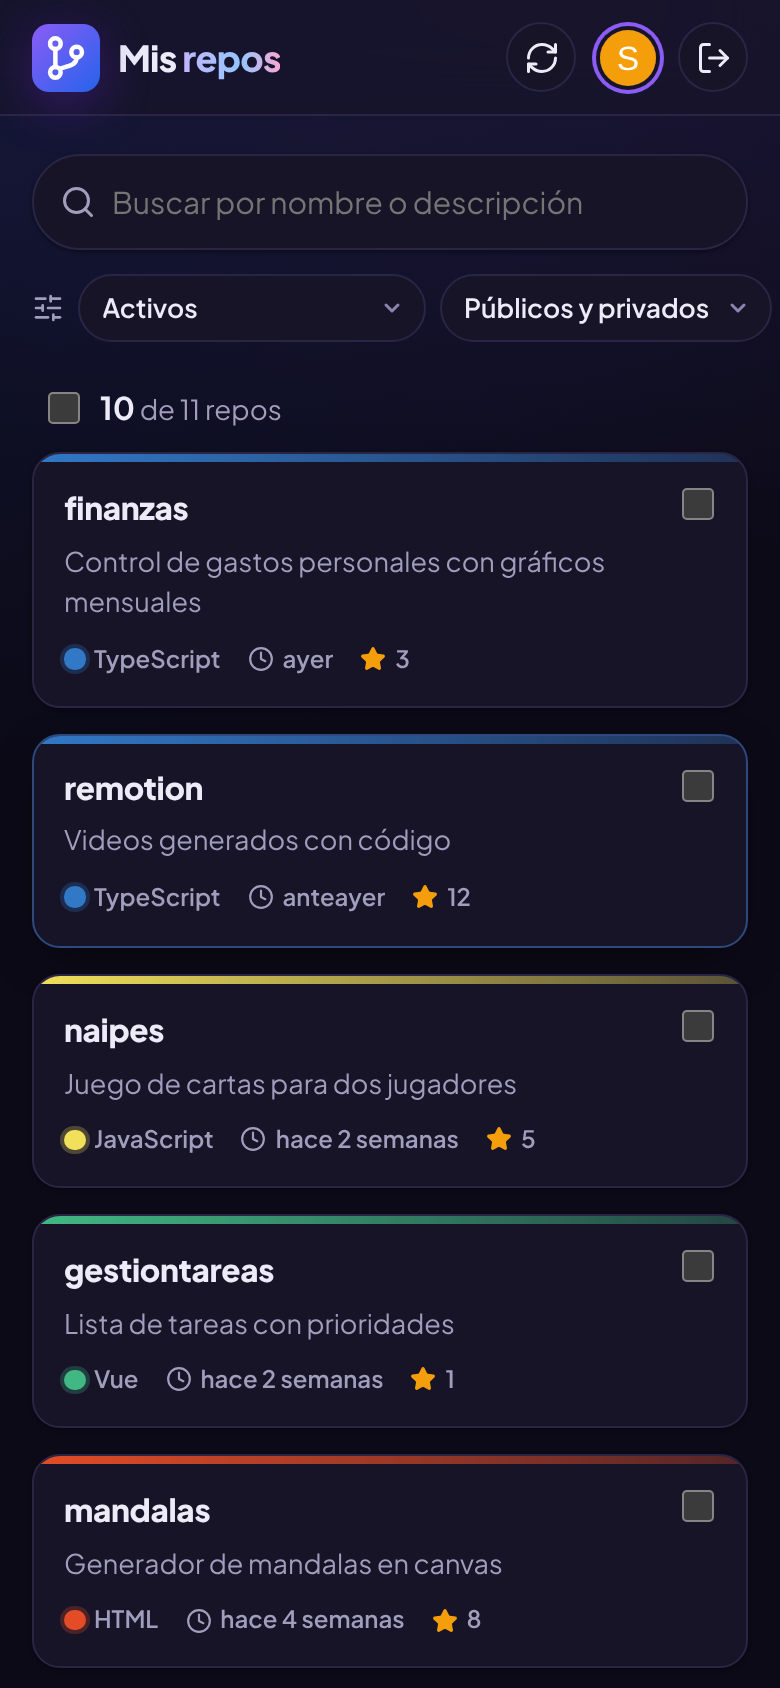 Mis repos
S
Buscar por nombre o descripción
Activos
Públicos y privados
10 de 11 repos
finanzas
Control de gastos personales con gráficos
mensuales
TypeScript ayer 3
remotion
Videos generados con código
TypeScript anteayer 12
naipes
Juego de cartas para dos jugadores
JavaScript hace 2 semanas 5
gestiontareas
Lista de tareas con prioridades
Vue hace 2 semanas 1
mandalas
Generador de mandalas en canvas
HTML hace 4 semanas 8